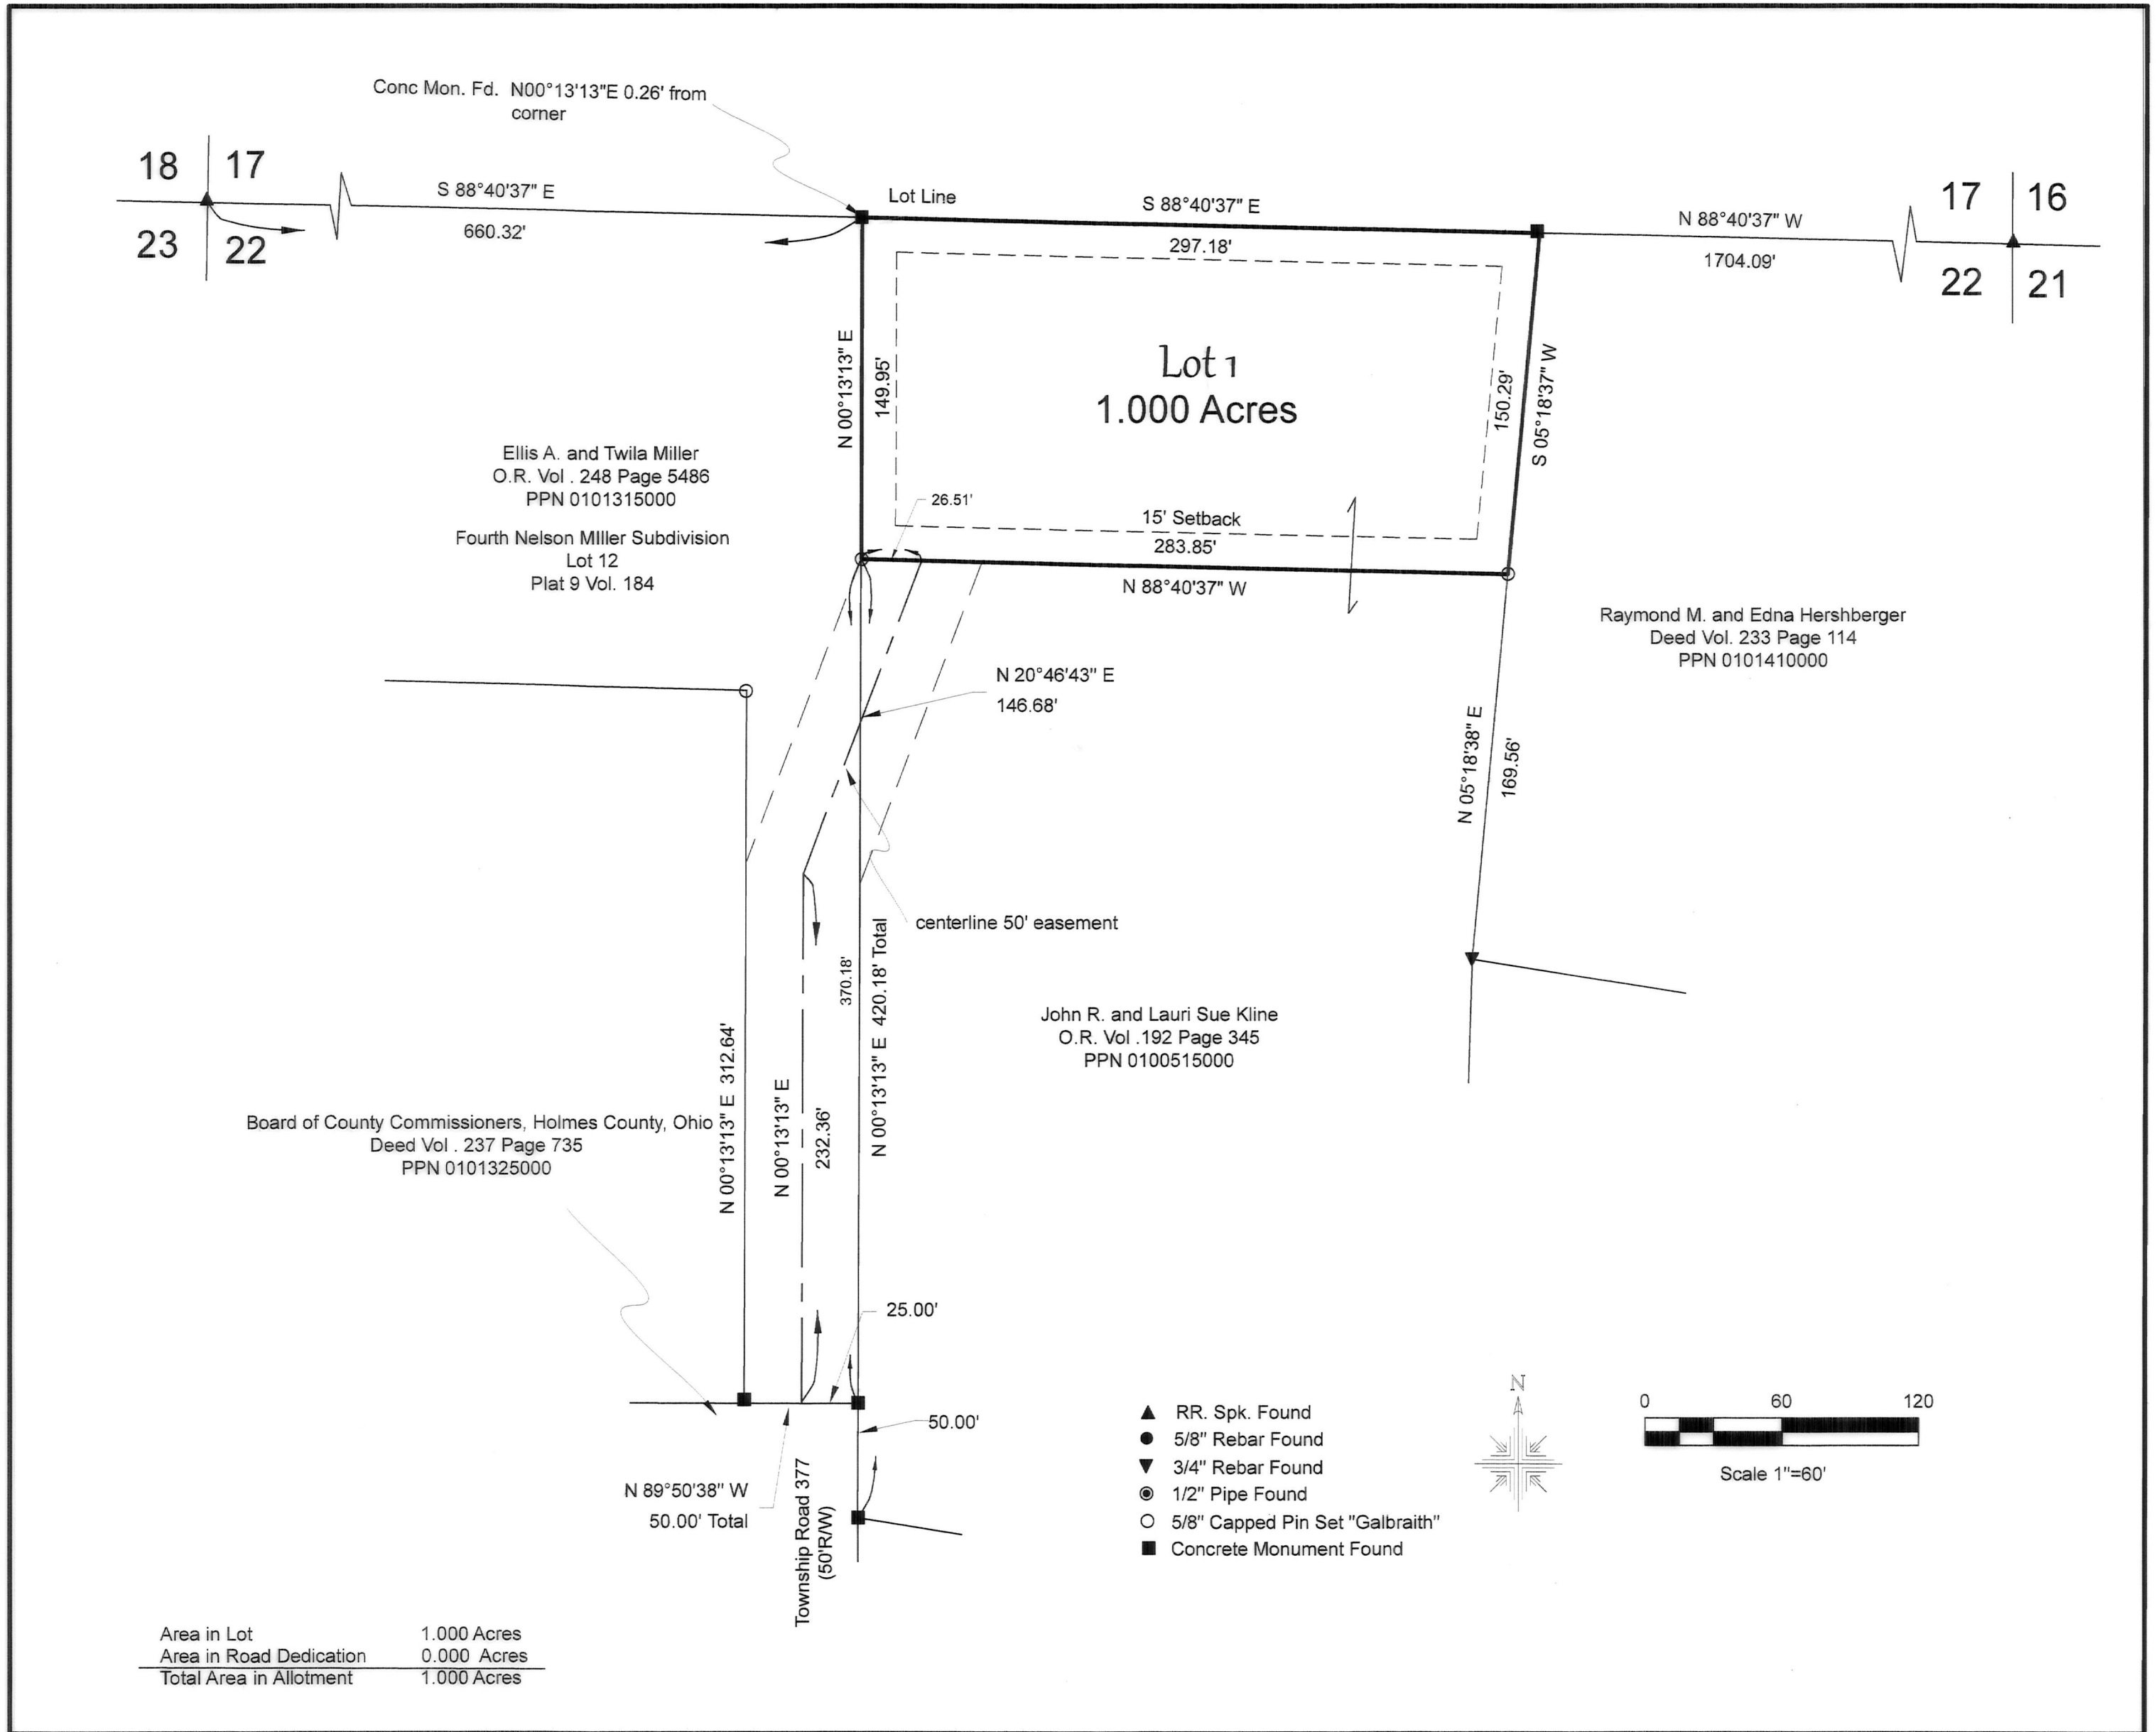 Conc Mon. Fd. N00°13'13"E 0.26' from
corner
18
17
23
22
S 88°40'37" E
660.32'
Lot Line
S 88°40'37" E
297.18'
N 88°40'37" W
1704.09'
17
16
22
21
N 00°13'13" E
149.95'
Lot 1
1.000 Acres
150.29'
S 05°18'37" W
Ellis A. and Twila Miller
O.R. Vol . 248 Page 5486
PPN 0101315000
Fourth Nelson MIller Subdivision
Lot 12
Plat 9 Vol. 184
26.51'
15' Setback
283.85'
N 88°40'37" W
Raymond M. and Edna Hershberger
Deed Vol. 233 Page 114
PPN 0101410000
N 20°46'43" E
146.68'
N 05°18'38" E
169.56'
centerline 50' easement
370.18'
N 00°13'13" E 420.18' Total
John R. and Lauri Sue Kline
O.R. Vol .192 Page 345
PPN 0100515000
N 00°13'13" E 312.64'
N 00°13'13" E
232.36'
Board of County Commissioners, Holmes County, Ohio
Deed Vol . 237 Page 735
PPN 0101325000
25.00'
50.00'
N 89°50'38" W
50.00' Total
Township Road 377
(50'R/W)
RR. Spk. Found
5/8" Rebar Found
3/4" Rebar Found
1/2" Pipe Found
5/8" Capped Pin Set "Galbraith"
Concrete Monument Found
N
0 60 120
Scale 1"=60'
Area in Lot 1.000 Acres
Area in Road Dedication 0.000 Acres
Total Area in Allotment 1.000 Acres